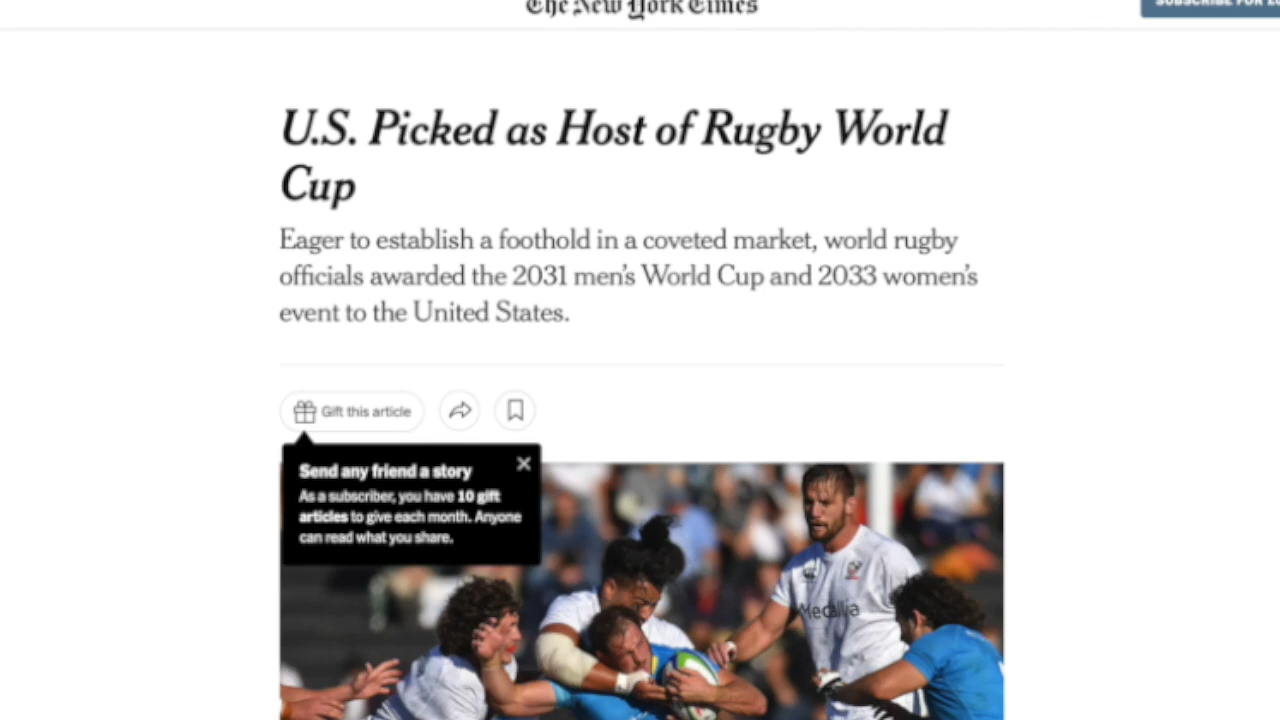 The New York Times
SUBSCRIBE FOR
U.S. Picked as Host of Rugby World
Cup
Eager to establish a foothold in a coveted market, world rugby
officials awarded the 2031 men's World Cup and 2033 women's
event to the United States.
Gift this article
Send any friend a story
As a subscriber, you have 10 gift
articles to give each month. Anyone
can read what you share.
Medallia